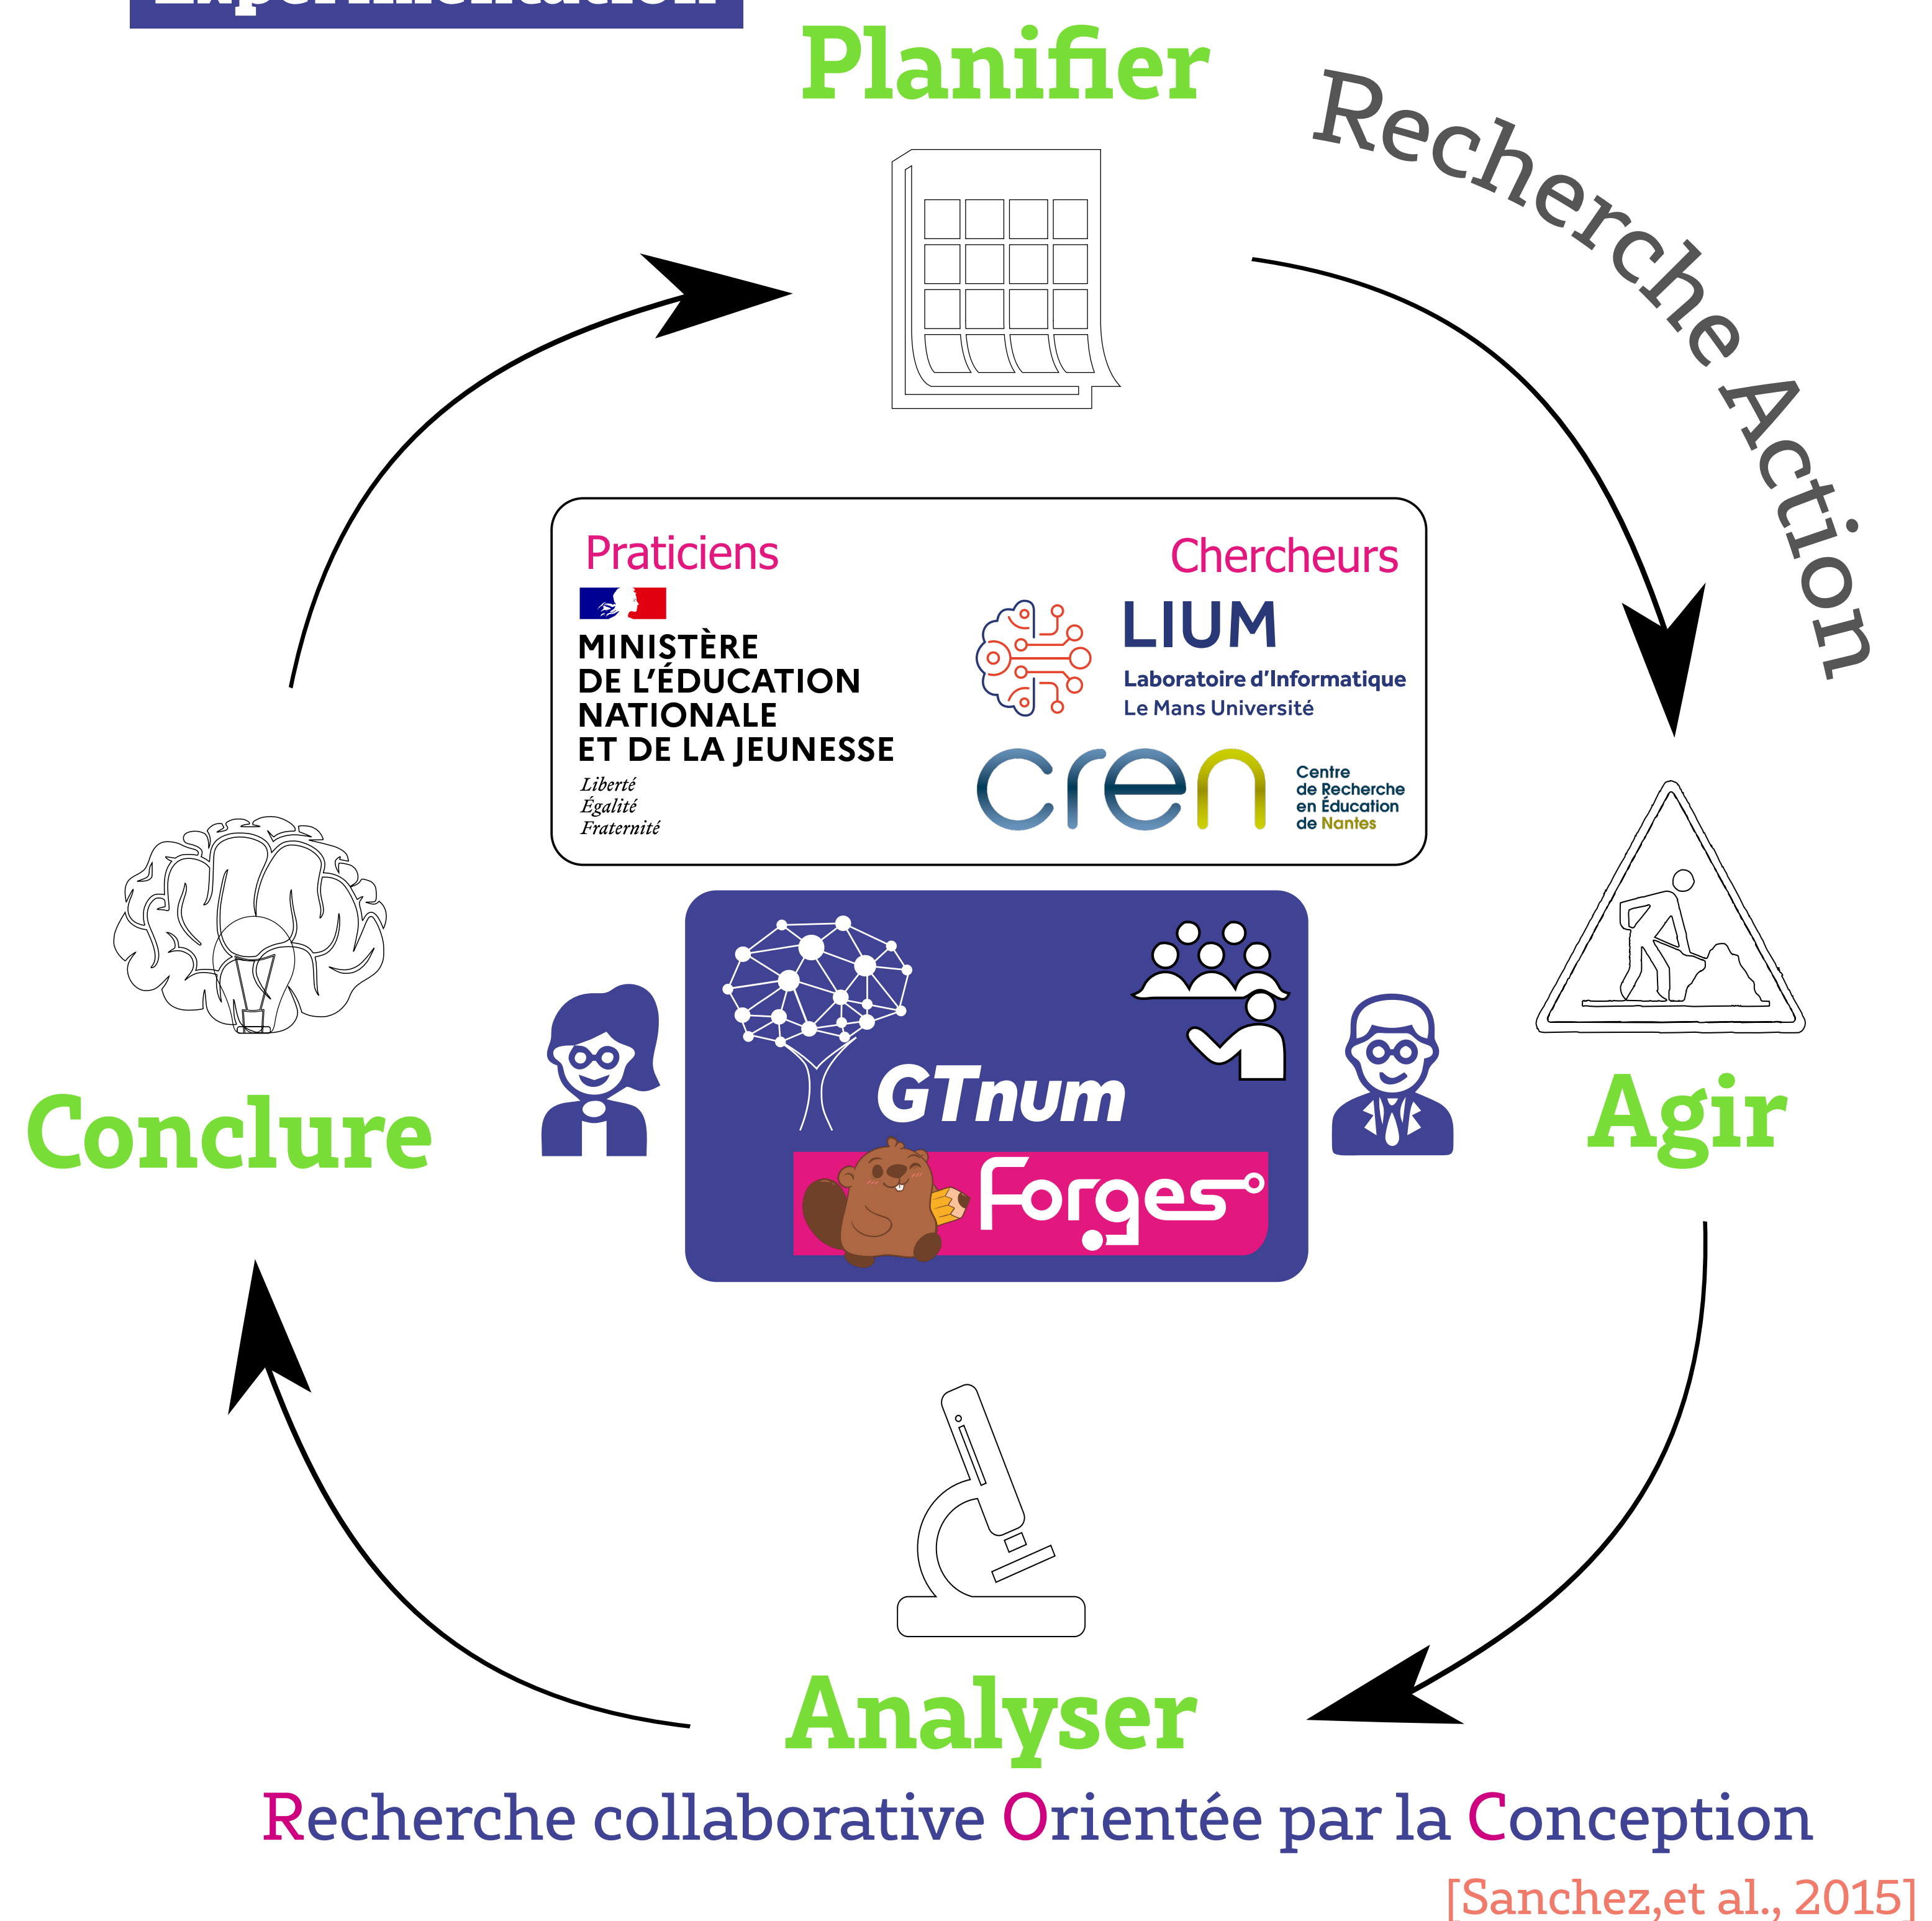 Planifier
Recherche Action
Praticiens
Chercheurs
MINISTÈRE
DE L'ÉDUCATION
NATIONALE
ET DE LA JEUNESSE
Liberté
Égalité
Fraternité
LIUM
Laboratoire d'Informatique
Le Mans Université
cren
Centre
de Recherche
en Éducation
de Nantes
Conclure
Agir
GTnum
Forges
Analyser
Recherche collaborative Orientée par la Conception
[Sanchez,et al., 2015]